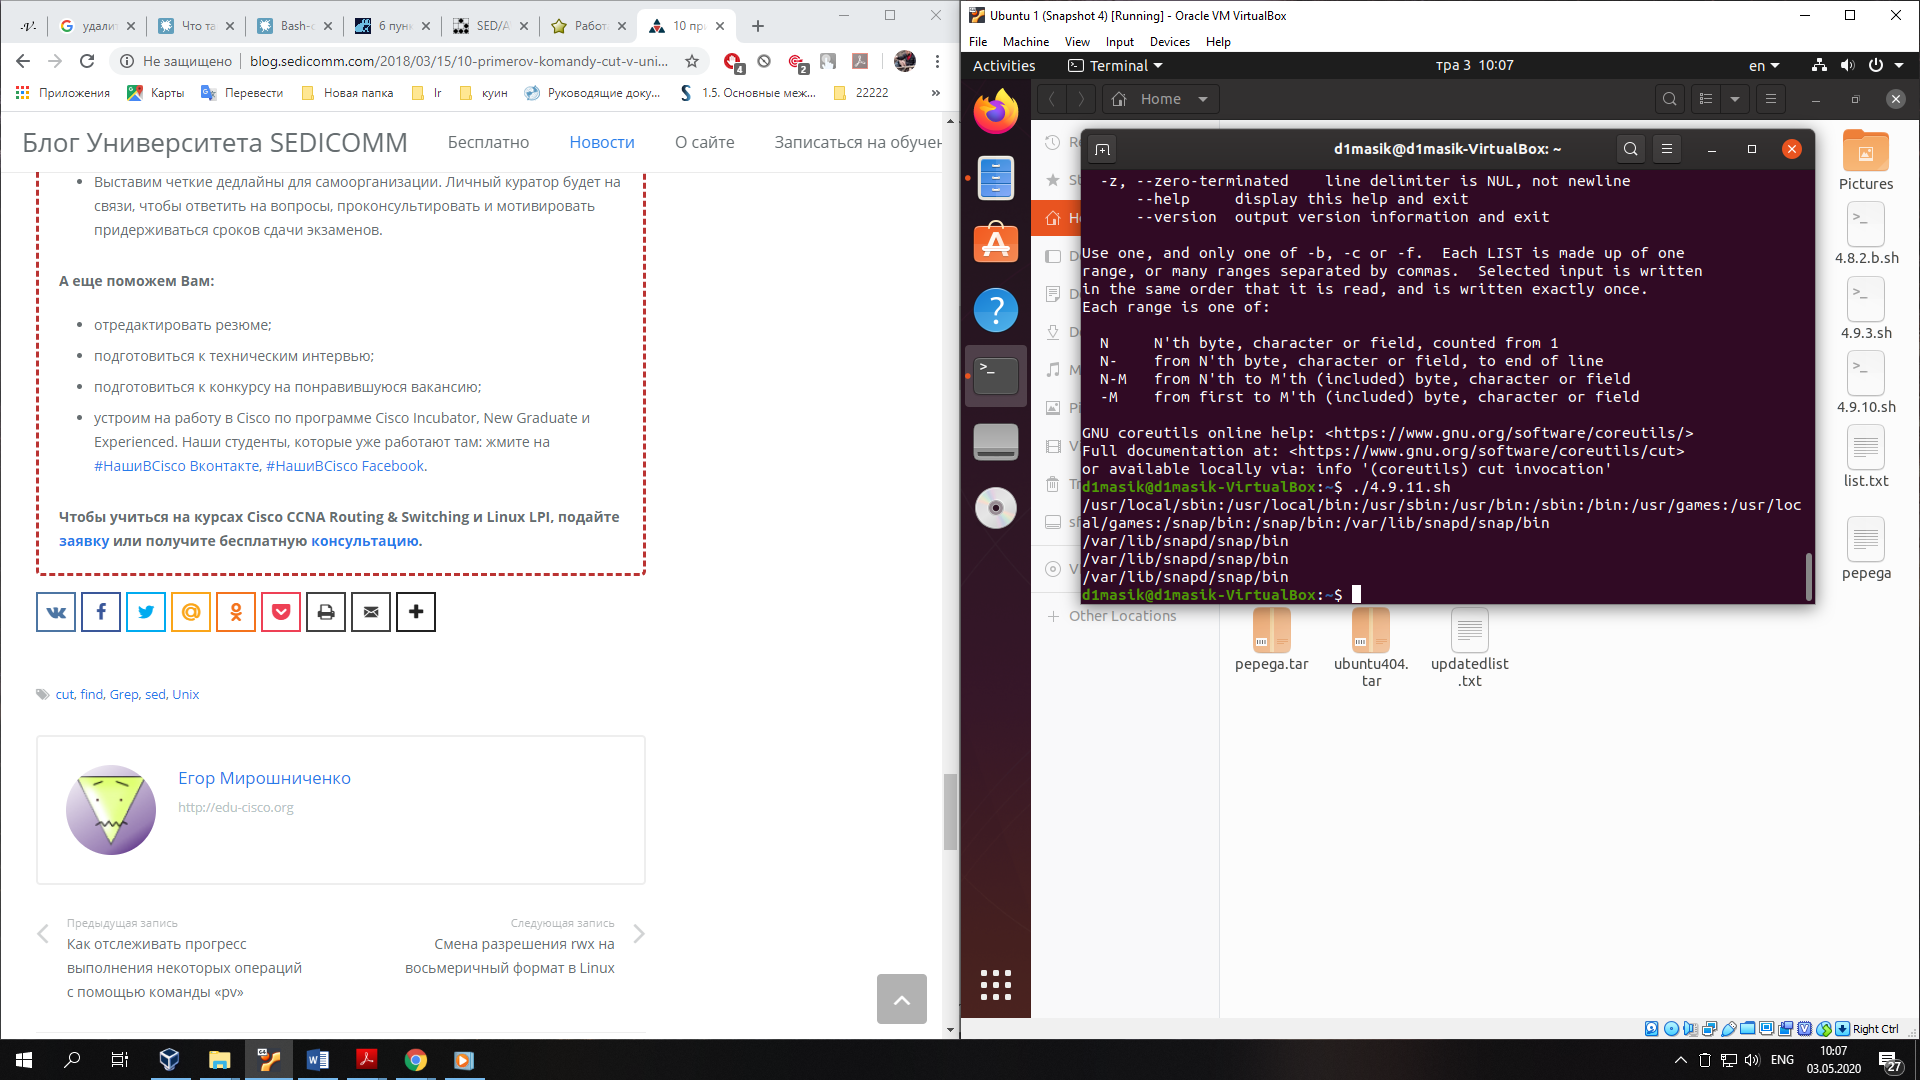 удалит
Что та
Bash-с
6 пунк
SED/A
Работ
10 при
Не защищено
blog.sedicomm.com/2018/03/15/10-primerov-komandy-cut-v-uni...
4
2
Приложения
Карты
Перевести
Новая папка
Ir
куин
Руководящие доку...
1.5. Основные меж...
22222
»
Блог Университета SEDICOMM
Бесплатно
Новости
О сайте
Записаться на обучен
Выставим четкие дедлайны для самоорганизации. Личный куратор будет на
связи, чтобы ответить на вопросы, проконсультировать и мотивировать
придерживаться сроков сдачи экзаменов.
А еще поможем Вам:
отредактировать резюме;
подготовиться к техническим интервью;
подготовиться к конкурсу на понравившуюся вакансию;
устроим на работу в Cisco по программе Cisco Incubator, New Graduate и
Experienced. Наши студенты, которые уже работают там: жмите на
#НашиВCisco Вконтакте, #НашиВCisco Facebook.
Чтобы учиться на курсах Cisco CCNA Routing & Switching и Linux LPI, подайте
заявку или получите бесплатную консультацию.
cut, find, Grep, sed, Unix
Егор Мирошниченко
http://edu-cisco.org
Предыдущая запись
Как отслеживать прогресс
выполнения некоторых операций
с помощью команды «pv»
Следующая запись
Смена разрешения rwx на
восьмеричный формат в Linux
Ubuntu 1 (Snapshot 4) [Running] - Oracle VM VirtualBox
File Machine View Input Devices Help
Activities
Terminal
тра 3 10:07
en
Home
d1masik@d1masik-VirtualBox: ~
-z, --zero-terminated    line delimiter is NUL, not newline
--help     display this help and exit
--version  output version information and exit
Use one, and only one of -b, -c or -f.  Each LIST is made up of one
range, or many ranges separated by commas.  Selected input is written
in the same order that it is read, and is written exactly once.
Each range is one of:
N     N'th byte, character or field, counted from 1
N-    from N'th byte, character or field, to end of line
N-M   from N'th to M'th (included) byte, character or field
-M    from first to M'th (included) byte, character or field
GNU coreutils online help: <https://www.gnu.org/software/coreutils/>
Full documentation at: <https://www.gnu.org/software/coreutils/cut>
or available locally via: info '(coreutils) cut invocation'
d1masik@d1masik-VirtualBox:~$ ./4.9.11.sh
/usr/local/sbin:/usr/local/bin:/usr/sbin:/usr/bin:/sbin:/bin:/usr/games:/usr/loc
al/games:/snap/bin:/snap/bin:/var/lib/snapd/snap/bin
/var/lib/snapd/snap/bin
/var/lib/snapd/snap/bin
/var/lib/snapd/snap/bin
d1masik@d1masik-VirtualBox:~$
Other Locations
Pictures
4.8.2.b.sh
4.9.3.sh
4.9.10.sh
list.txt
pepega
pepega.tar
ubuntu404.
tar
updatedlist
.txt
Right Ctrl
ENG
10:07
03.05.2020
27